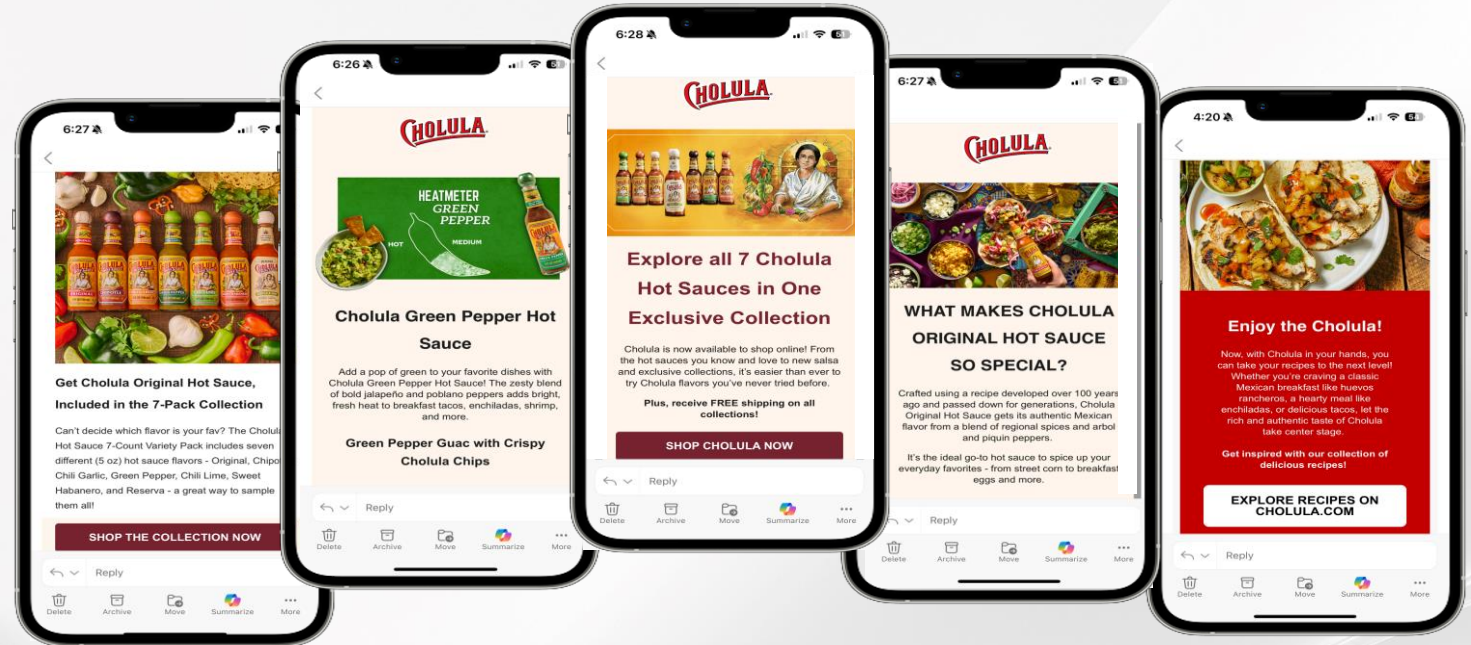 6:27
Get Cholula Original Hot Sauce,
Included in the 7-Pack Collection
Can't decide which flavor is your fav? The Cholula
Hot Sauce 7-Count Variety Pack includes seven
different (5 oz) hot sauce flavors - Original, Chipo
Chili Garlic, Green Pepper, Chili Lime, Sweet
Habanero, and Reserva - a great way to sample
them all!
SHOP THE COLLECTION NOW
Reply
Delete Archive Move Summarize More
6:26
CHOLULA
HEATMETER
GREEN
PEPPER
HOT
MEDIUM
CHOLULA
Cholula Green Pepper Hot
Sauce
Add a pop of green to your favorite dishes with
Cholula Green Pepper Hot Sauce! The zesty blend
of bold jalapeño and poblano peppers adds bright,
fresh heat to breakfast tacos, enchiladas, shrimp,
and more.
Green Pepper Guac with Crispy
Cholula Chips
Reply
Delete Archive Move Summarize More
6:28 51
CHOLULA
Explore all 7 Cholula
Hot Sauces in One
Exclusive Collection
Cholula is now available to shop online! From
the hot sauces you know and love to new salsa
and exclusive collections, it's easier than ever to
try Cholula flavors you've never tried before.
Plus, receive FREE shipping on all
collections!
SHOP CHOLULA NOW
Reply
Delete Archive Move Summarize More
6:27 51
CHOLULA
WHAT MAKES CHOLULA
ORIGINAL HOT SAUCE
SO SPECIAL?
Crafted using a recipe developed over 100 years
ago and passed down for generations, Cholula
Original Hot Sauce gets its authentic Mexican
flavor from a blend of regional spices and arbol
and piquin peppers.
It's the ideal go-to hot sauce to spice up your
everyday favorites - from street corn to breakfast
eggs and more.
Reply
Delete Archive Move Summarize More
4:20
Enjoy the Cholula!
Now, with Cholula in your hands, you
can take your recipes to the next level!
Whether you're craving a classic
Mexican breakfast like huevos
rancheros, a hearty meal like
enchiladas, or delicious tacos, let the
rich and authentic taste of Cholula
take center stage.
Get inspired with our collection of
delicious recipes!
EXPLORE RECIPES ON
CHOLULA.COM
Reply
Delete Archive Move Summarize More